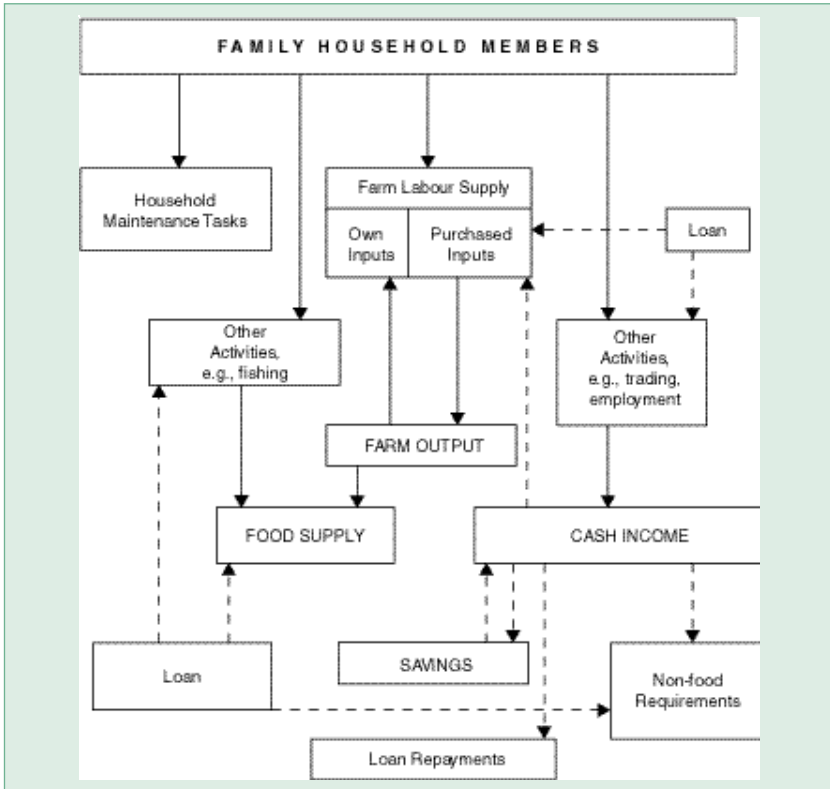 FAMILY HOUSEHOLD MEMBERS
Household
Maintenance Tasks
Farm Labour Supply
Own
Inputs
Purchased
Inputs
Loan
Other
Activities,
e.g., fishing
Other
Activities,
e.g., trading,
employment
FARM OUTPUT
FOOD SUPPLY
CASH INCOME
Loan
SAVINGS
Non-food
Requirements
Loan Repayments